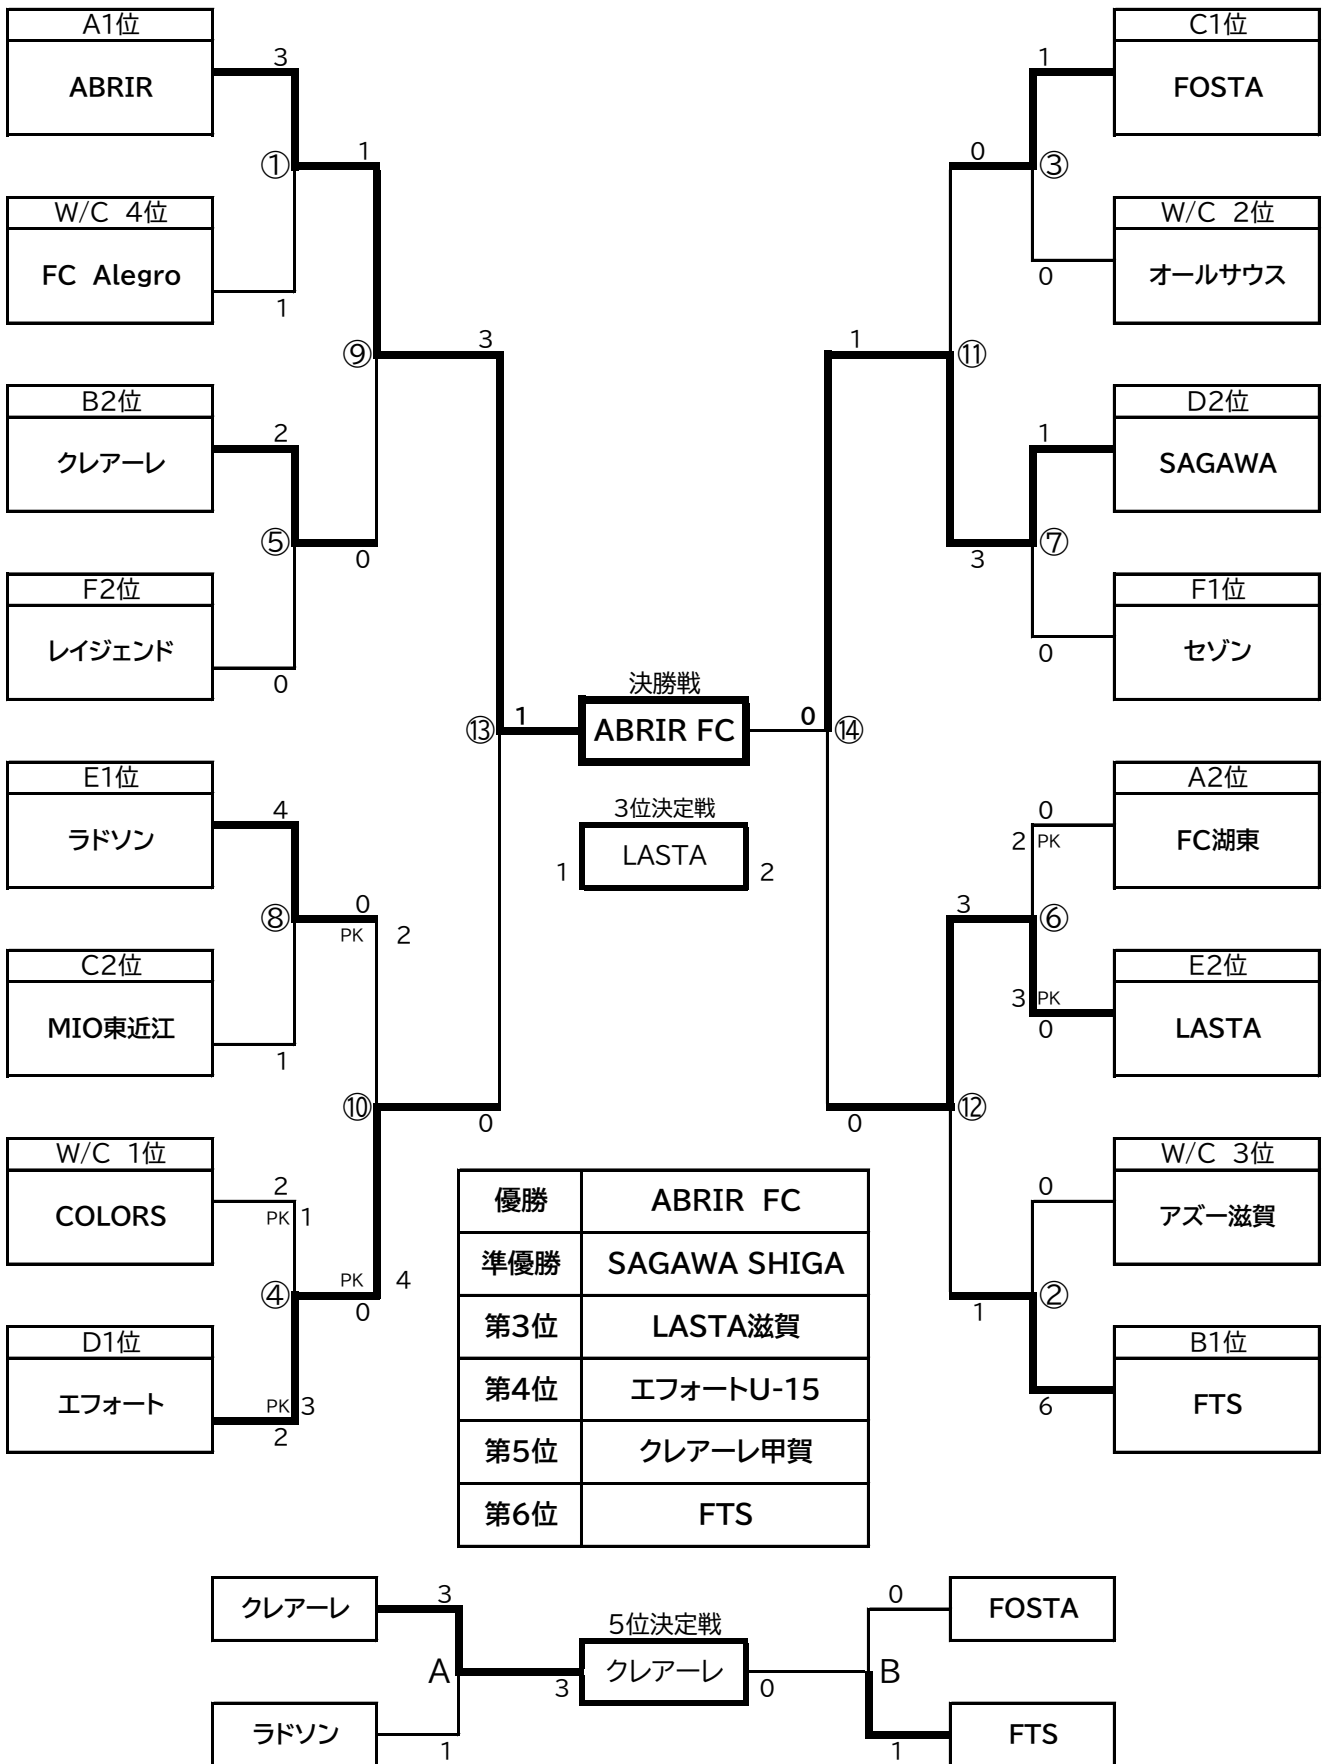 A1位
ABRIR
3
①
1
W/C 4位
FC Alegro
1
⑨
3
B2位
クレアーレ
2
⑤
0
F2位
レイジェンド
0
E1位
ラドソン
4
⑧
0
PK 2
C2位
MIO東近江
1
⑩
0
W/C 1位
COLORS
2
PK 1
④
PK 4
0
D1位
エフォート
PK 3
2
⑬
1
決勝戦
ABRIR FC
0
⑭
3位決定戦
1
LASTA
2
C1位
FOSTA
1
0
③
W/C 2位
オールサウス
0
1
⑪
D2位
SAGAWA
1
3
⑦
F1位
セゾン
0
A2位
FC湖東
0
2 PK
3
⑥
E2位
LASTA
3 PK
0
0
⑫
W/C 3位
アズー滋賀
0
1
②
B1位
FTS
6
優勝 ABRIR FC
準優勝 SAGAWA SHIGA
第3位 LASTA滋賀
第4位 エフォートU-15
第5位 クレアーレ甲賀
第6位 FTS
クレアーレ
3
A
ラドソン
1
5位決定戦
3
クレアーレ
0
0
FOSTA
B
1
FTS